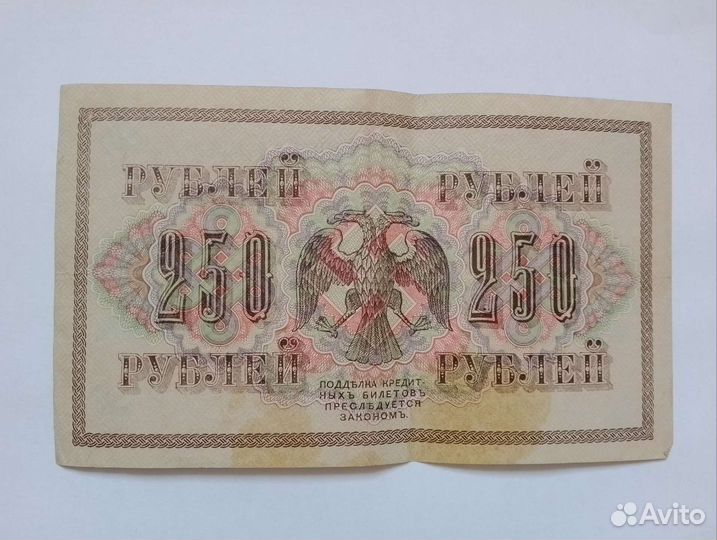 РУБЛЕЙ РУБЛЕЙ
250 250
РУБЛЕЙ РУБЛЕЙ
ПОДДѢЛКА КРЕДИТ-
НЫХЪ БИЛЕТОВЪ
ПРЕСЛѢДУЕТСЯ
ЗАКОНОМЪ.
Avito